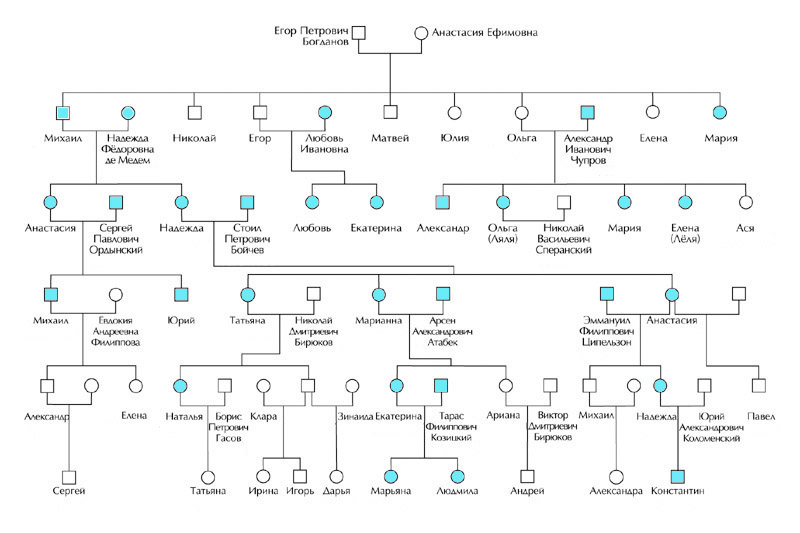 Егор Петрович
Богданов
Анастасия Ефимовна
Михаил
Надежда
Фёдоровна
де Медем
Николай
Егор
Любовь
Ивановна
Матвей
Юлия
Ольга
Александр
Иванович
Чупров
Елена
Мария
Анастасия
Сергей
Павлович
Ордынский
Надежда
Стоил
Петрович
Бойчев
Любовь
Екатерина
Александр
Ольга
(Ляля)
Николай
Васильевич
Сперанский
Мария
Елена
(Лёля)
Ася
Михаил
Евдокия
Андреевна
Филиппова
Юрий
Татьяна
Николай
Дмитриевич
Бирюков
Марианна
Арсен
Александрович
Атабек
Эммануил
Филиппович
Ципельзон
Анастасия
Александр
Елена
Наталья
Борис
Петрович
Гасов
Клара
Зинаида
Екатерина
Тарас
Филиппович
Козицкий
Ариана
Виктор
Дмитриевич
Бирюков
Михаил
Надежда
Юрий
Александрович
Коломенский
Павел
Сергей
Татьяна
Ирина
Игорь
Дарья
Марьяна
Людмила
Андрей
Александра
Константин